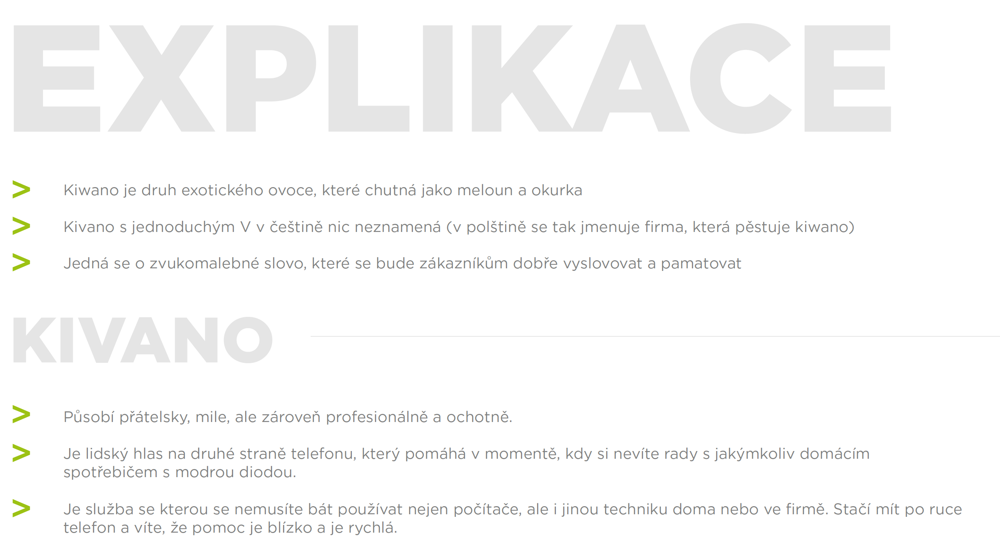 EXPLIKACE
> Kiwano je druh exotického ovoce, které chutná jako meloun a okurka
> Kivano s jednoduchým V v češtině nic neznamená (v polštině se tak jmenuje firma, která pěstuje kiwano)
> Jedná se o zvukomalebné slovo, které se bude zákazníkům dobře vyslovovat a pamatovat
KIVANO
> Působí přátelsky, mile, ale zároveň profesionálně a ochotně.
> Je lidský hlas na druhé straně telefonu, který pomáhá v momentě, kdy si nevíte rady s jakýmkoliv domácím
spotřebičem s modrou diodou.
> Je služba se kterou se nemusíte bát používat nejen počítače, ale i jinou techniku doma nebo ve firmě. Stačí mít po ruce
telefon a víte, že pomoc je blízko a je rychlá.